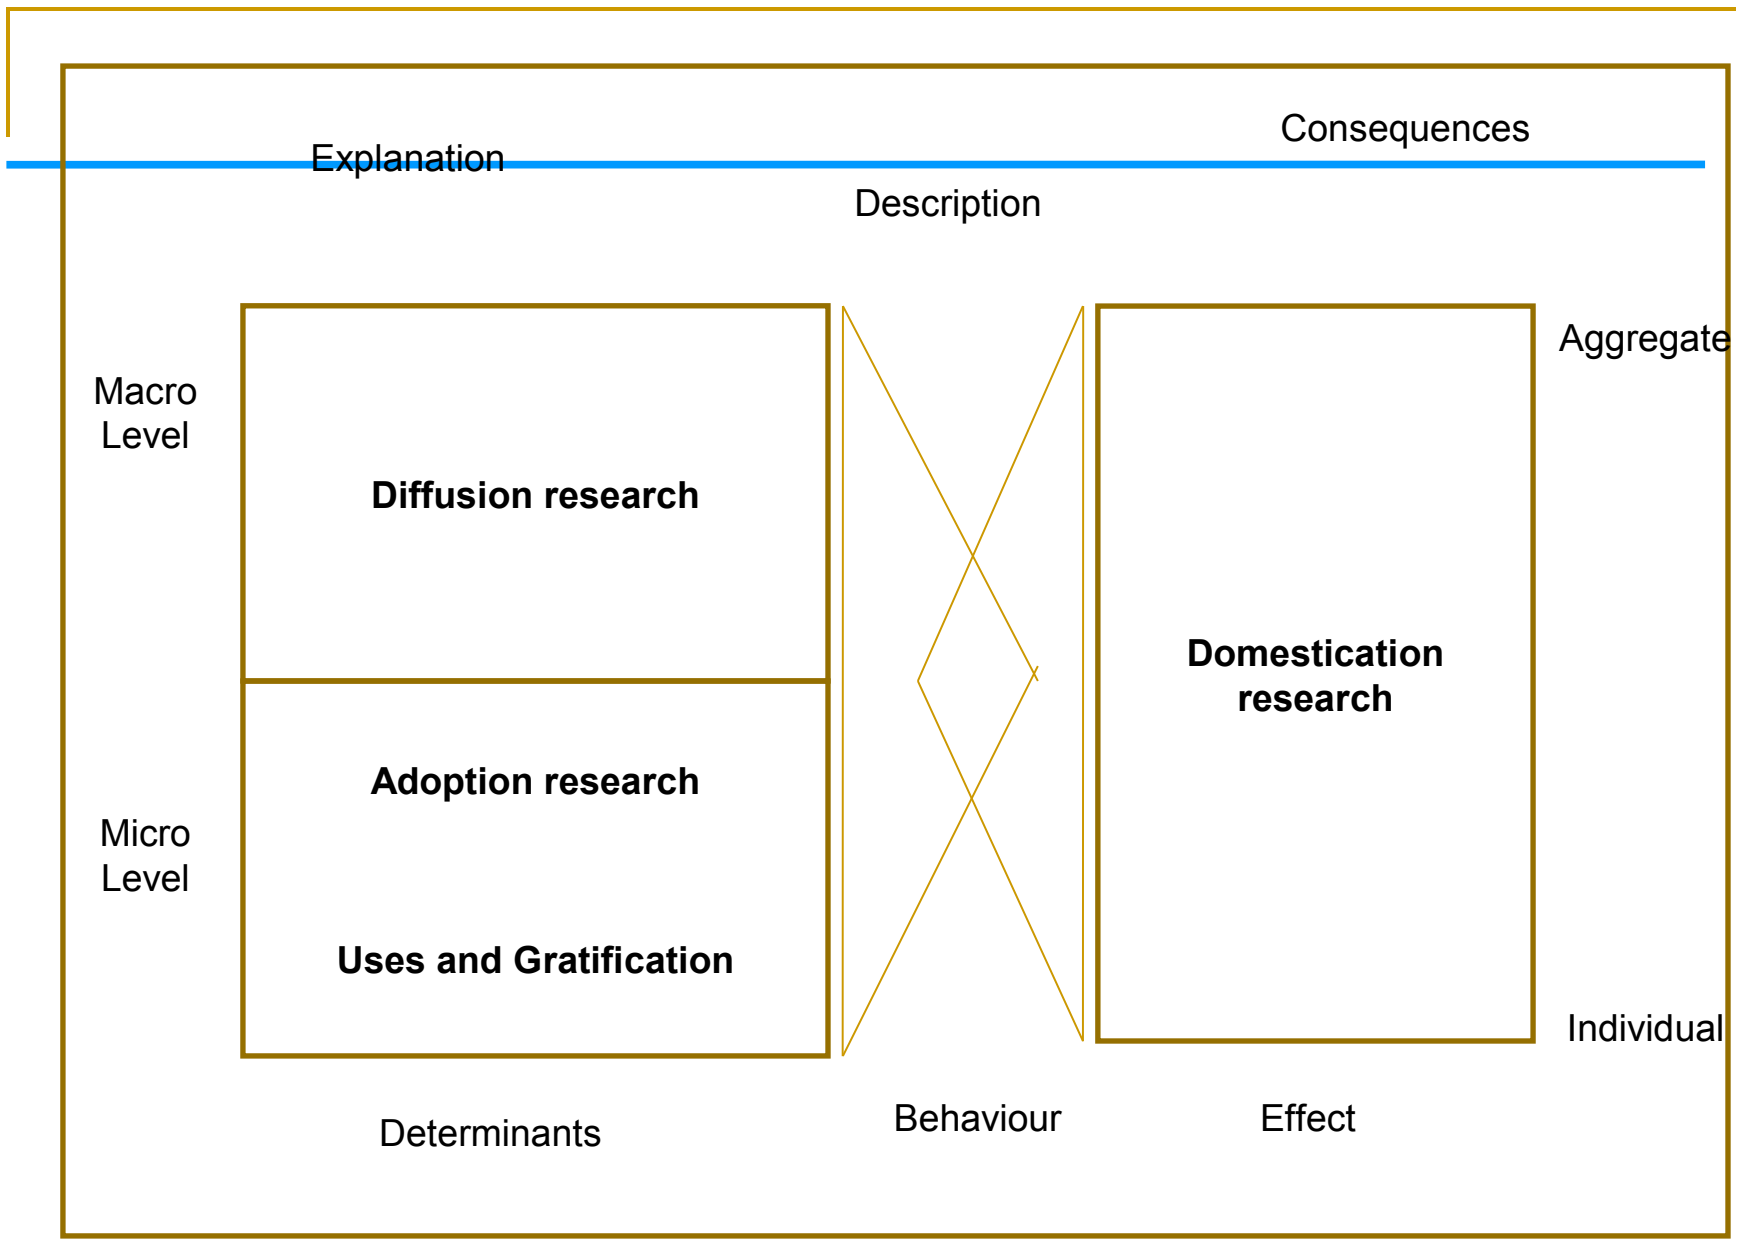 Consequences
Explanation
Description
Aggregate
Macro
Level
Diffusion research
Domestication
research
Adoption research
Micro
Level
Uses and Gratification
Individual
Determinants
Behaviour
Effect